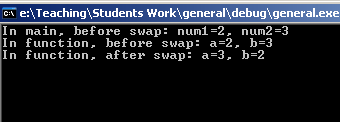 e:\Teaching\Students Work\general\debug\general.exe
In main, before swap: num1=2, num2=3
In function, before swap: a=2, b=3
In function, after swap: a=3, b=2